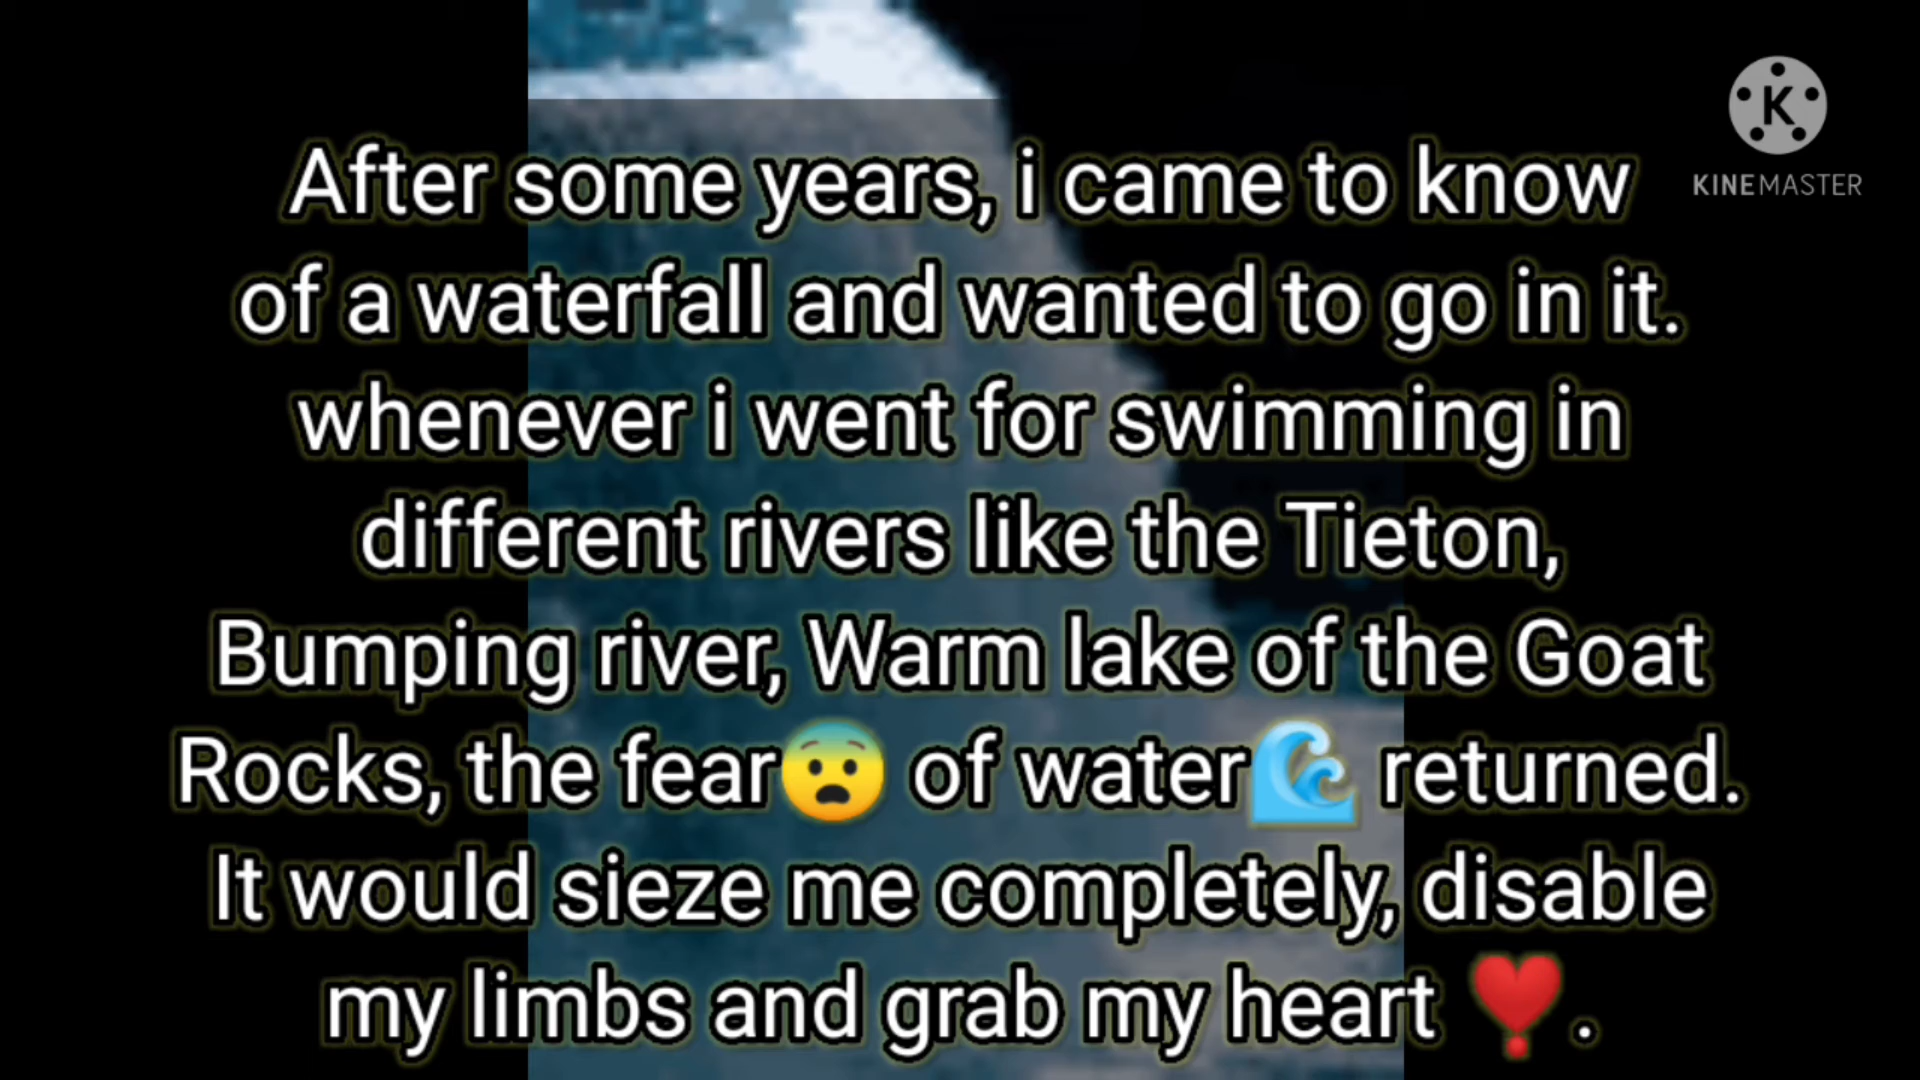 After some years, i came to know
of a waterfall and wanted to go in it.
whenever i went for swimming in
different rivers like the Tieton,
Bumping river, Warm lake of the Goat
Rocks, the fear😨 of water🌊 returned.
It would sieze me completely, disable
my limbs and grab my heart ❣️.
K
KINEMASTER